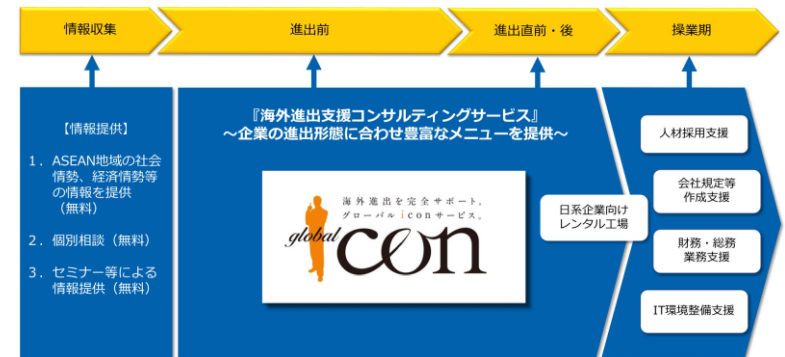 情報収集
進出前
進出直前・後
操業期
【情報提供】
1．ASEAN地域の社会
情勢、経済情勢等
の情報を提供
（無料）
2．個別相談（無料）
3．セミナー等による
情報提供（無料）
『海外進出支援コンサルティングサービス』
～企業の進出形態に合わせ豊富なメニューを提供～
海外進出を完全サポート。
グローバルiconサービス。
global icon
日系企業向け
レンタル工場
人材採用支援
会社規定等
作成支援
財務・総務
業務支援
IT環境整備支援